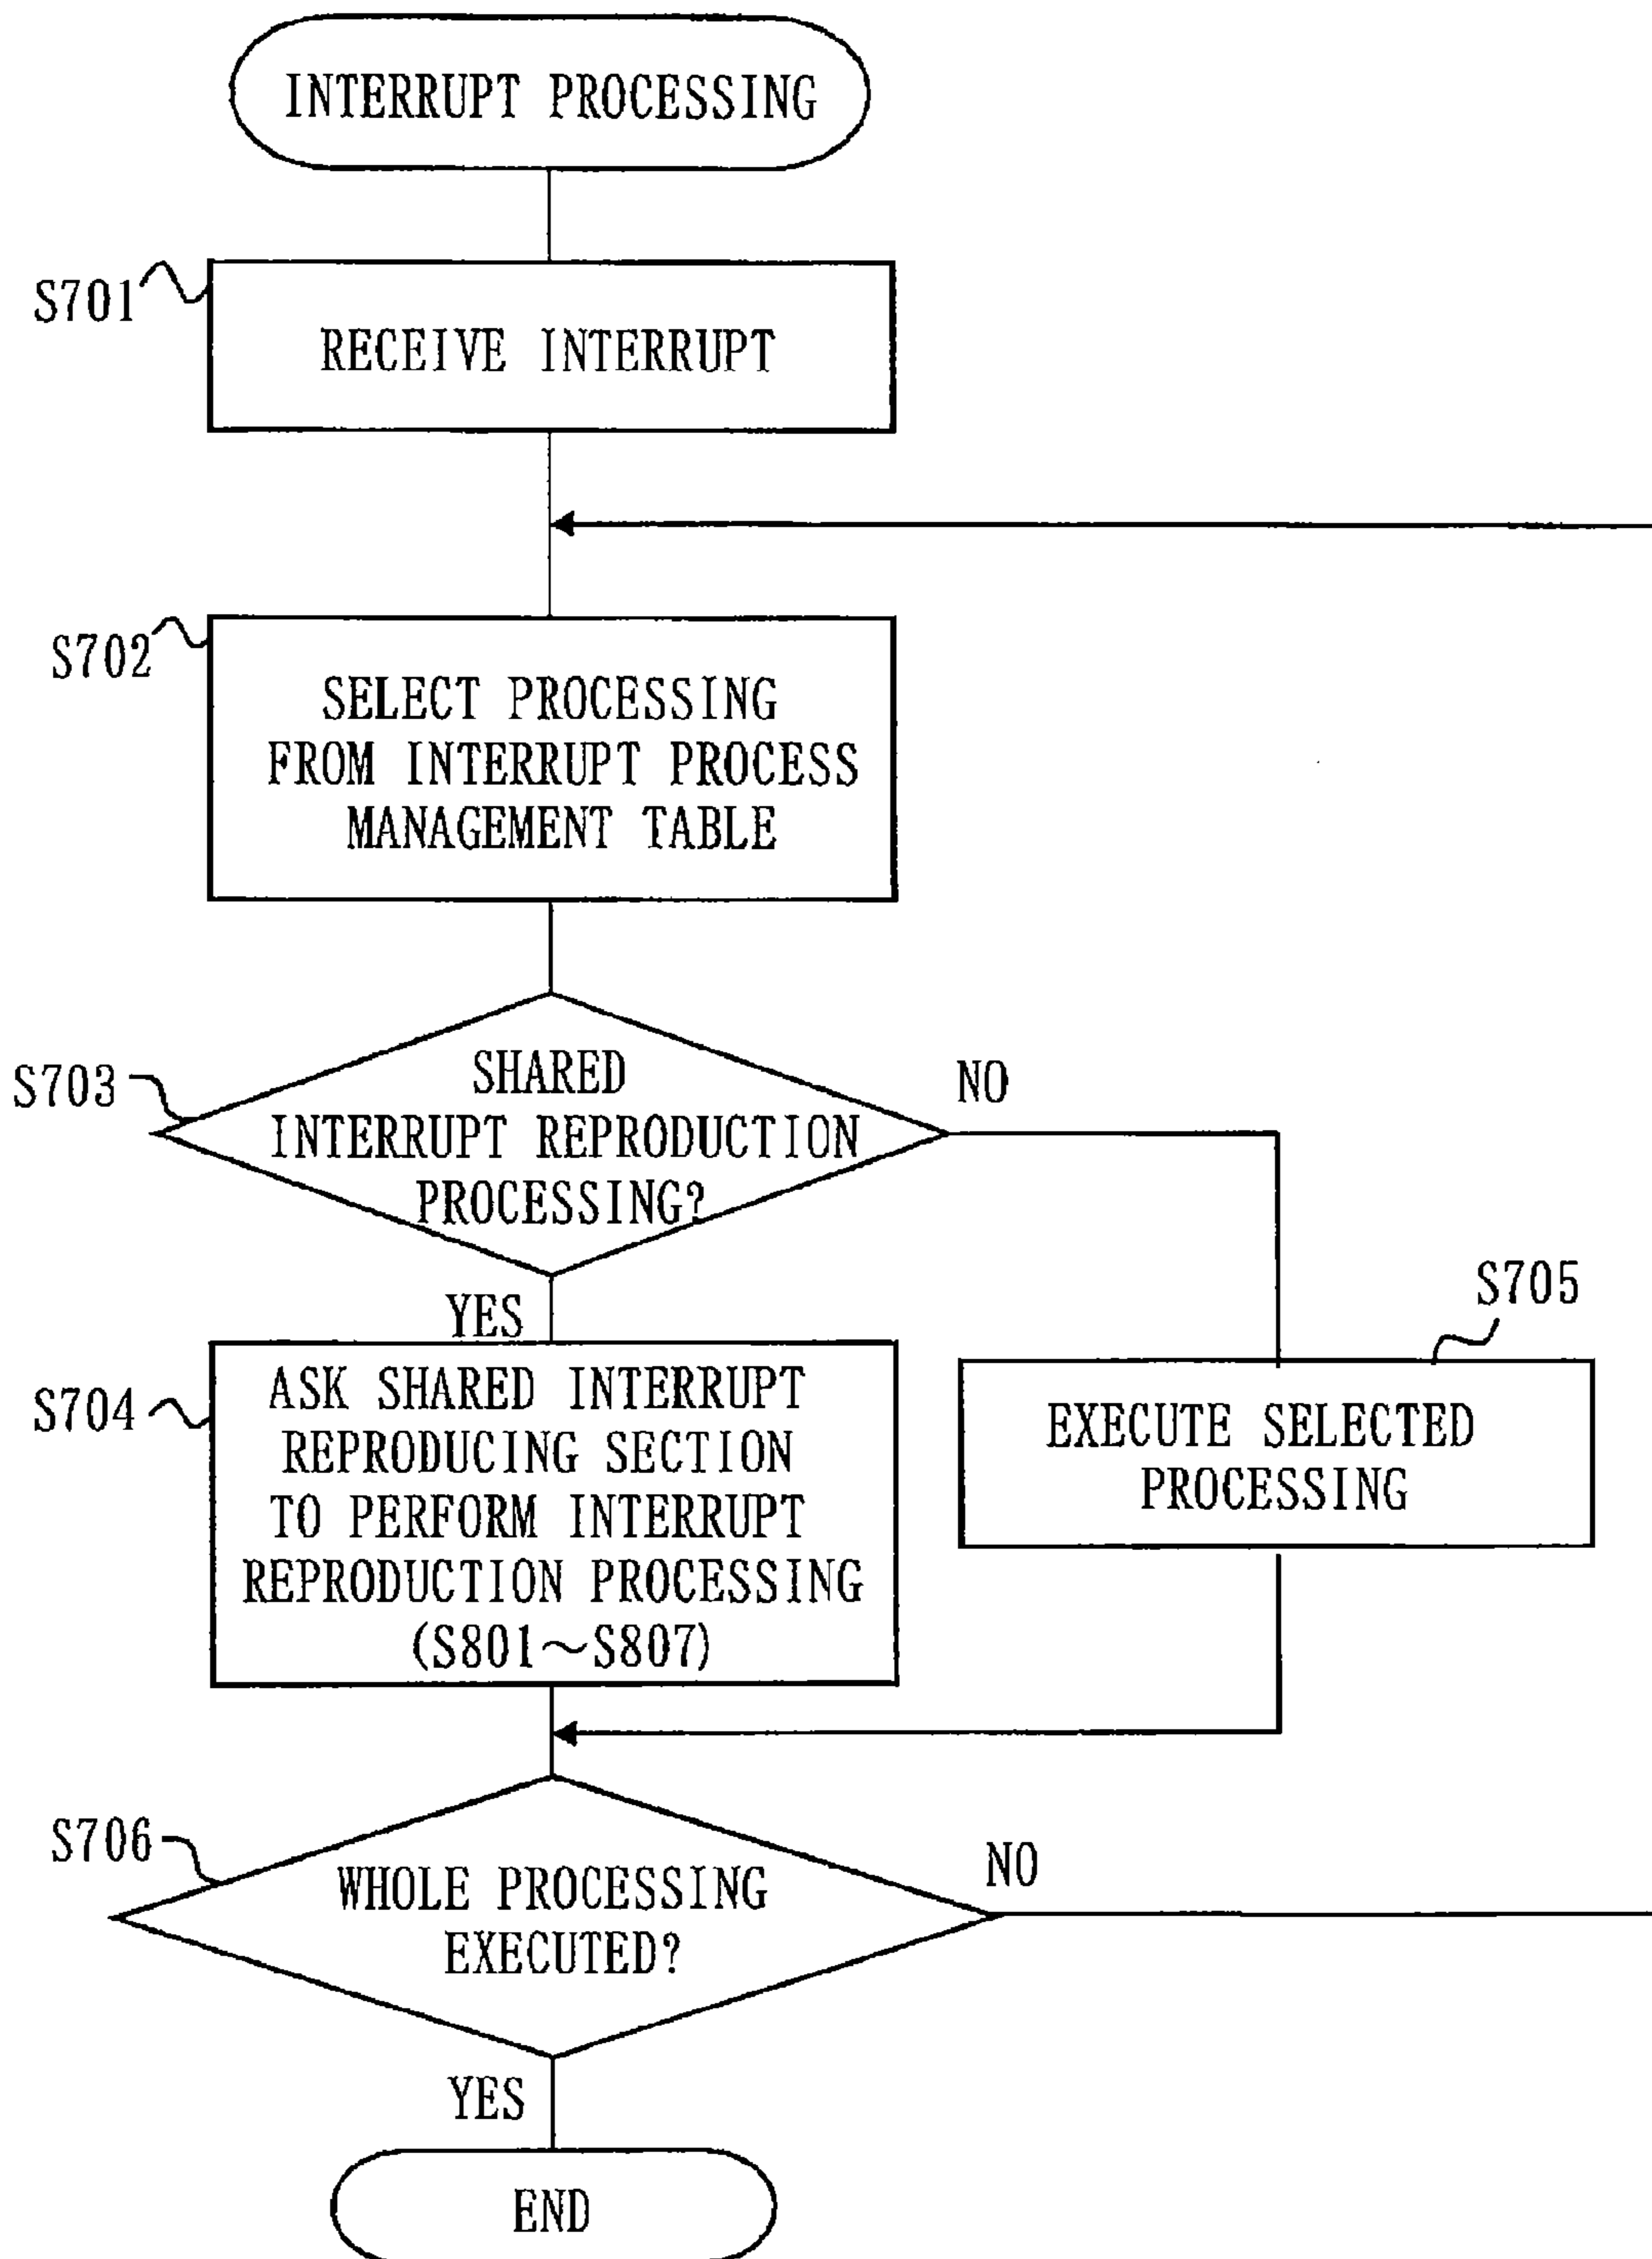 INTERRUPT PROCESSING
S701
RECEIVE INTERRUPT
S702
SELECT PROCESSING
FROM INTERRUPT PROCESS
MANAGEMENT TABLE
S703
SHARED
INTERRUPT REPRODUCTION
PROCESSING?
NO
YES
S704
ASK SHARED INTERRUPT
REPRODUCING SECTION
TO PERFORM INTERRUPT
REPRODUCTION PROCESSING
(S801～S807)
S705
EXECUTE SELECTED
PROCESSING
S706
WHOLE PROCESSING
EXECUTED?
NO
YES
END